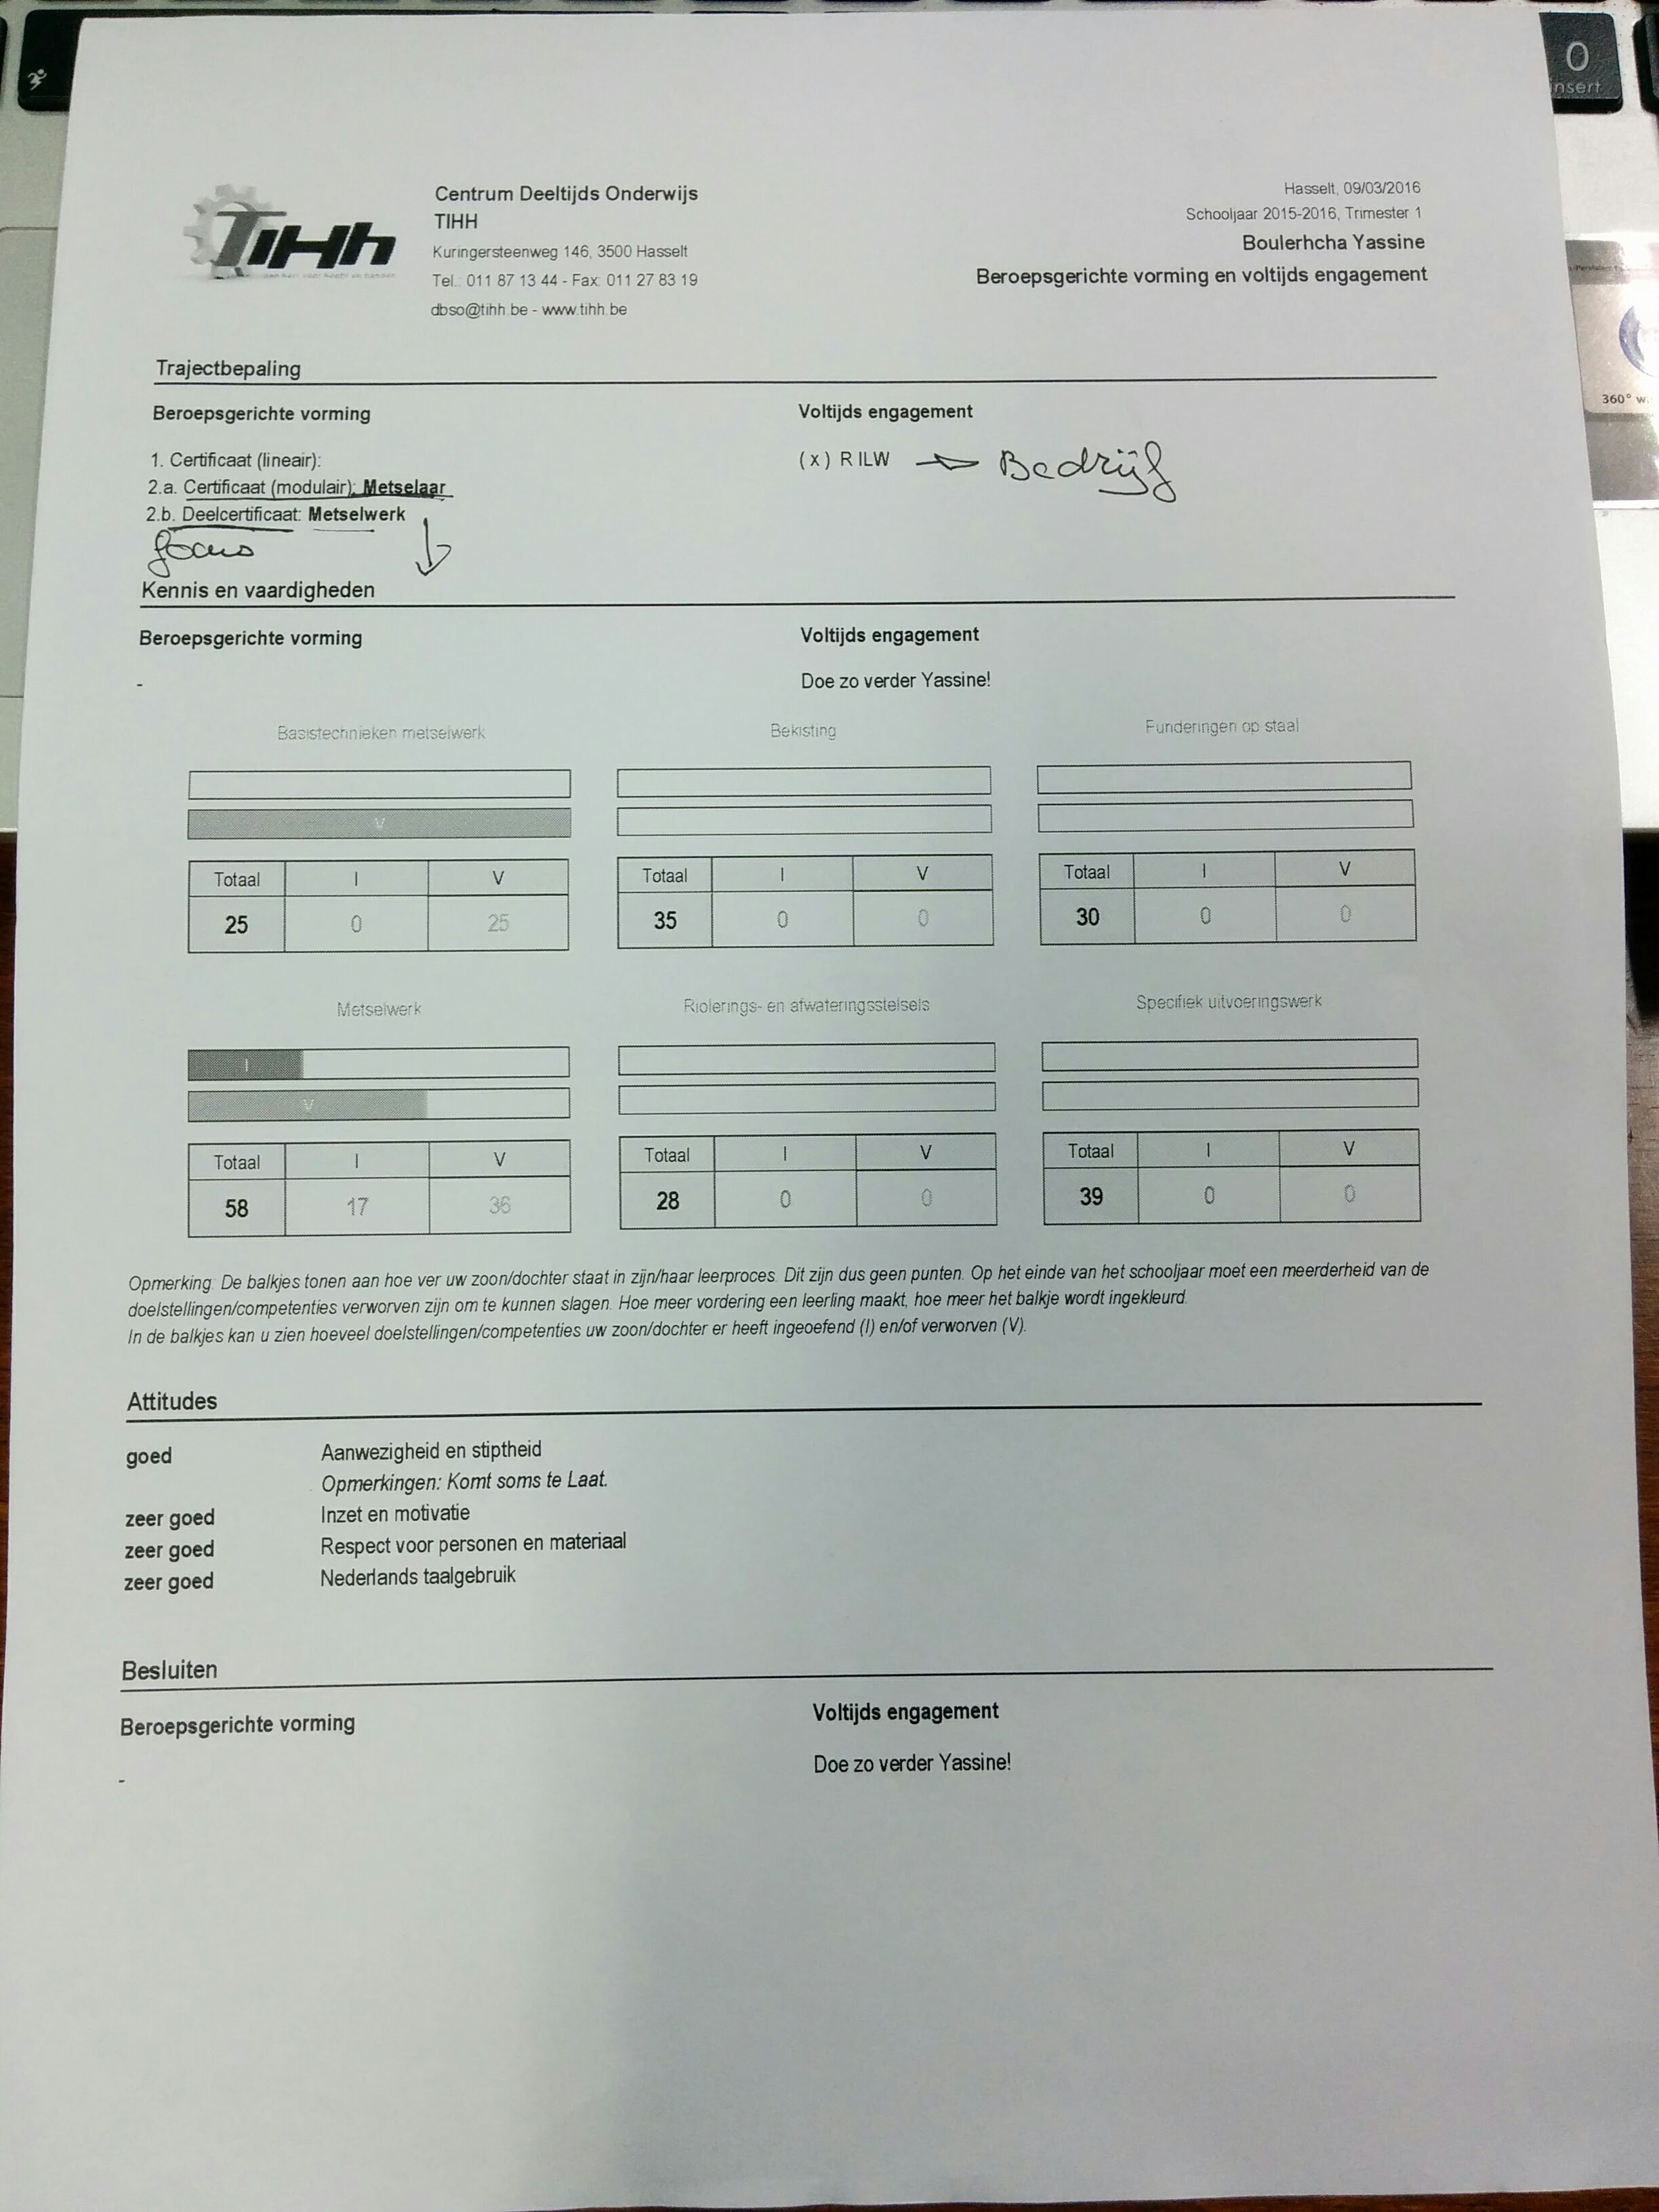 TIHh
Centrum Deeltijds Onderwijs
TIHH
Kuringersteenweg 146, 3500 Hasselt
Tel.: 011 87 13 44 - Fax: 011 27 83 19
dbso@tihh.be - www.tihh.be
Hasselt, 09/03/2016
Schooljaar 2015-2016, Trimester 1
Boulerhcha Yassine
Beroepsgerichte vorming en voltijds engagement
Trajectbepaling
Beroepsgerichte vorming
1. Certificaat (lineair):
2.a. Certificaat (modulair): Metselaar
2.b. Deelcertificaat: Metselwerk
focus
Voltijds engagement
(x) RILW → Bedrijf
Kennis en vaardigheden
Beroepsgerichte vorming
-
Voltijds engagement
Doe zo verder Yassine!
Basistechnieken metselwerk
V
Totaal I V
25 0 25
Bekisting
Totaal I V
35 0 0
Funderingen op staal
Totaal I V
30 0 0
Metselwerk
I
V
Totaal I V
58 17 36
Riolerings- en afwateringsstelsels
Totaal I V
28 0 0
Specifiek uitvoeringswerk
Totaal I V
39 0 0
Opmerking: De balkjes tonen aan hoe ver uw zoon/dochter staat in zijn/haar leerproces. Dit zijn dus geen punten. Op het einde van het schooljaar moet een meerderheid van de
doelstellingen/competenties verworven zijn om te kunnen slagen. Hoe meer vordering een leerling maakt, hoe meer het balkje wordt ingekleurd.
In de balkjes kan u zien hoeveel doelstellingen/competenties uw zoon/dochter er heeft ingeoefend (I) en/of verworven (V).
Attitudes
goed Aanwezigheid en stiptheid
Opmerkingen: Komt soms te Laat.
zeer goed Inzet en motivatie
zeer goed Respect voor personen en materiaal
zeer goed Nederlands taalgebruik
Besluiten
Beroepsgerichte vorming
-
Voltijds engagement
Doe zo verder Yassine!
0
insert
360° w